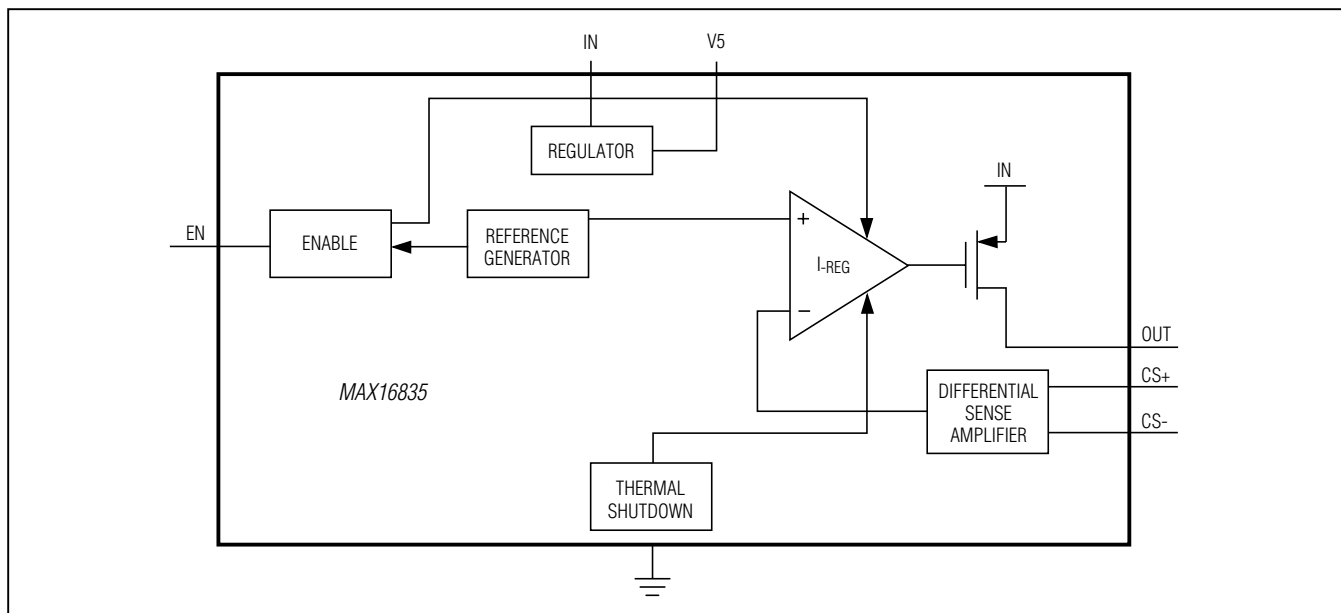 IN
V5
REGULATOR
IN
EN
ENABLE
REFERENCE
GENERATOR
+
I-REG
−
OUT
CS+
CS-
DIFFERENTIAL
SENSE
AMPLIFIER
MAX16835
THERMAL
SHUTDOWN